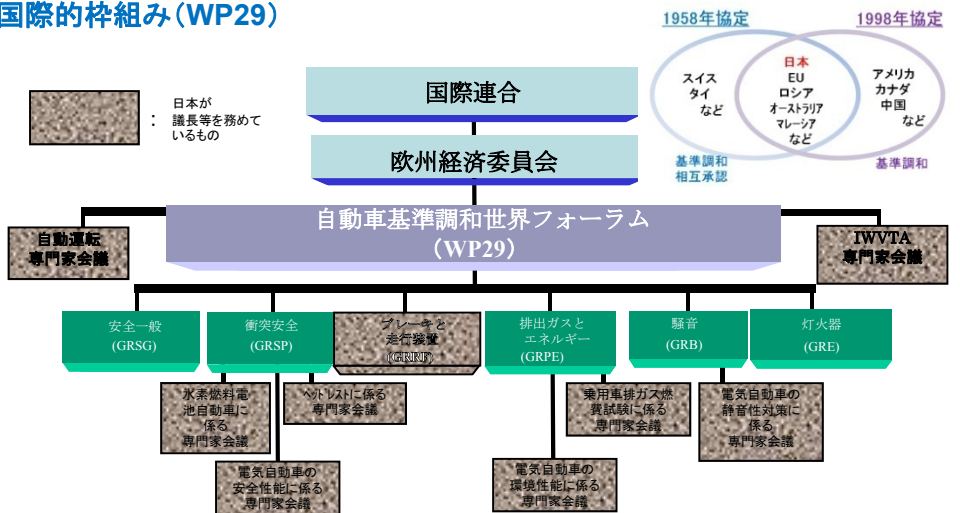 国際的枠組み(WP29)
1958年協定
1998年協定
スイス
タイ
など
日本
EU
ロシア
オーストラリア
マレーシア
など
アメリカ
カナダ
中国
など
基準調和
相互承認
基準調和
:
日本が
議長等を務めて
いるもの
国際連合
欧州経済委員会
自動車基準調和世界フォーラム
(WP29)
自動運転
専門家会議
IWVTA
専門家会議
安全一般
(GRSG)
衝突安全
(GRSP)
ブレーキと
走行装置
(GRRF)
排出ガスと
エネルギー
(GRPE)
騒音
(GRB)
灯火器
(GRE)
水素燃料電
池自動車に
係る
専門家会議
ヘッドレストに係る
専門家会議
乗用車排ガス燃
費試験に係る
専門家会議
電気自動車の
静音性対策に
係る
専門家会議
電気自動車の
安全性能に係る
専門家会議
電気自動車の
環境性能に係る
専門家会議